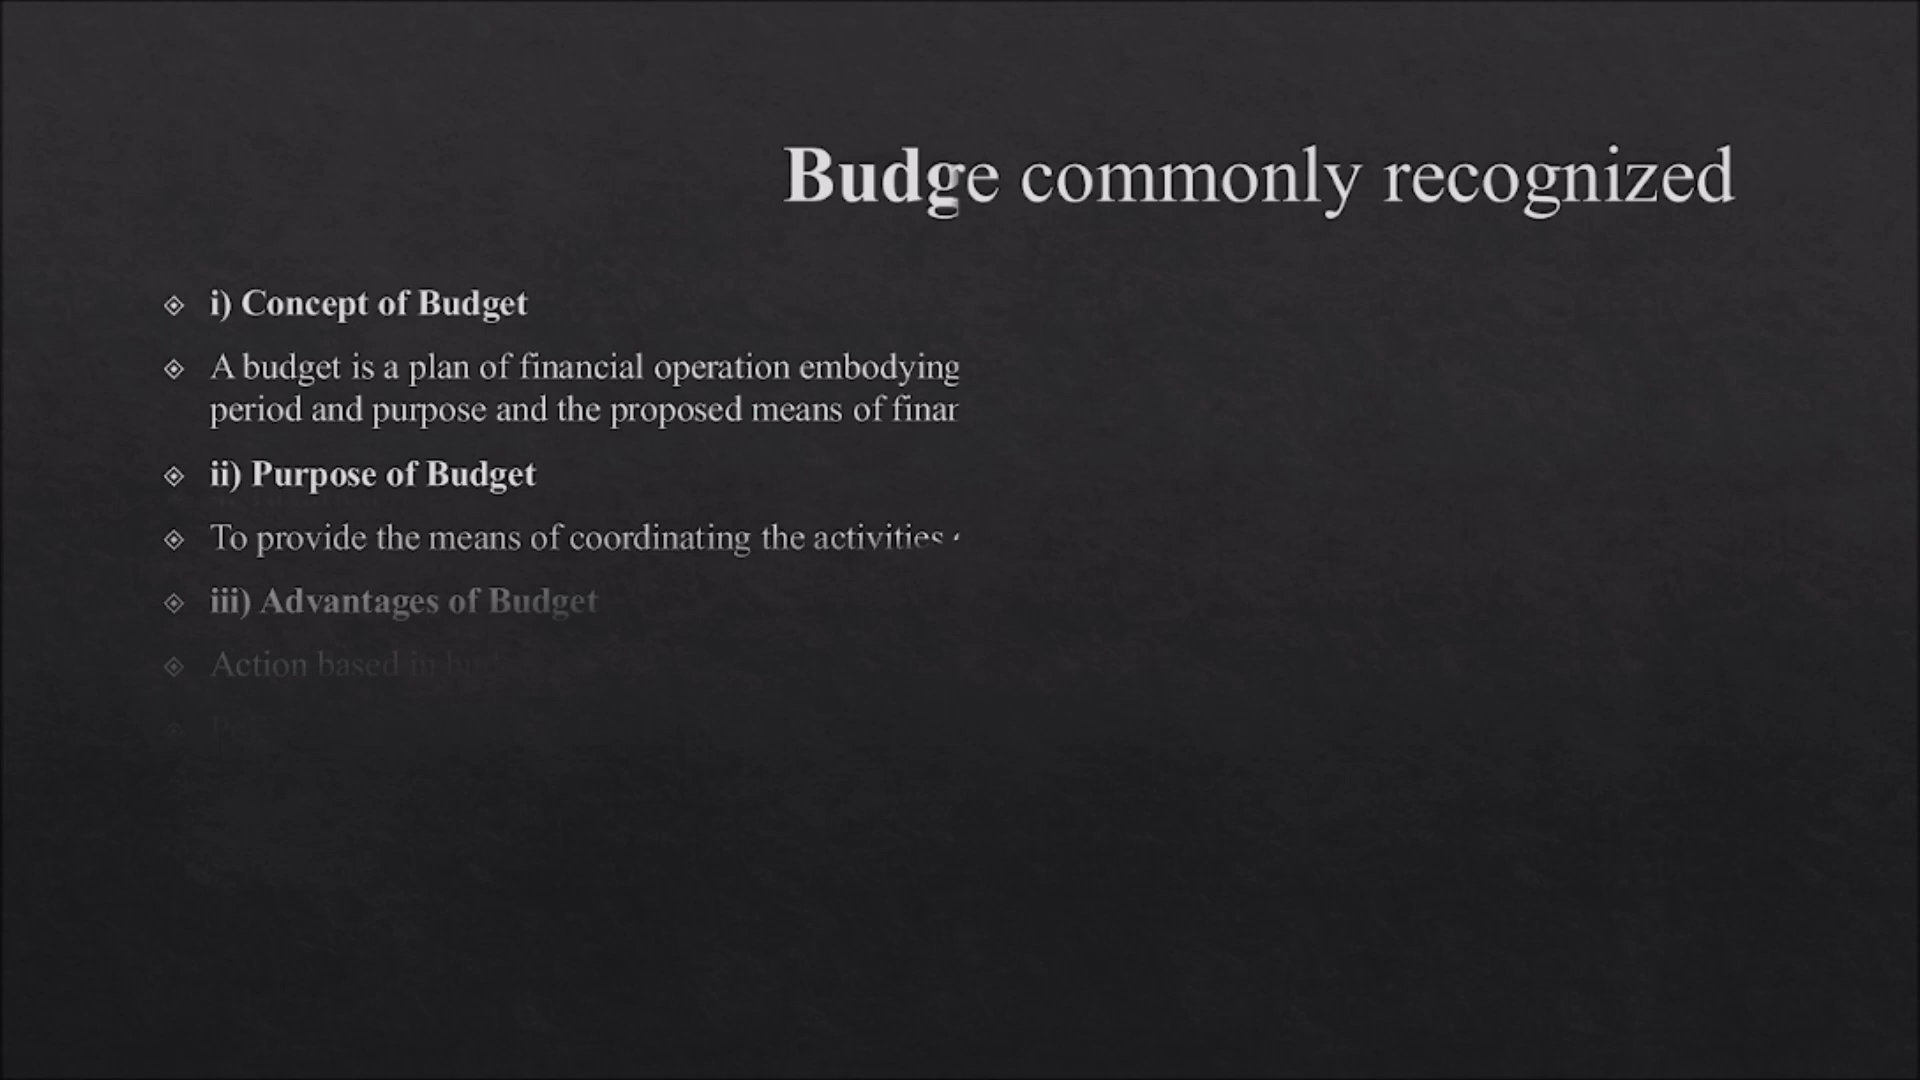 Budge commonly recognized
i) Concept of Budget
A budget is a plan of financial operation embodying
period and purpose and the proposed means of
ii) Purpose of Budget
To provide the means of coordinating the activities
iii) Advantages of Budget
Action based in